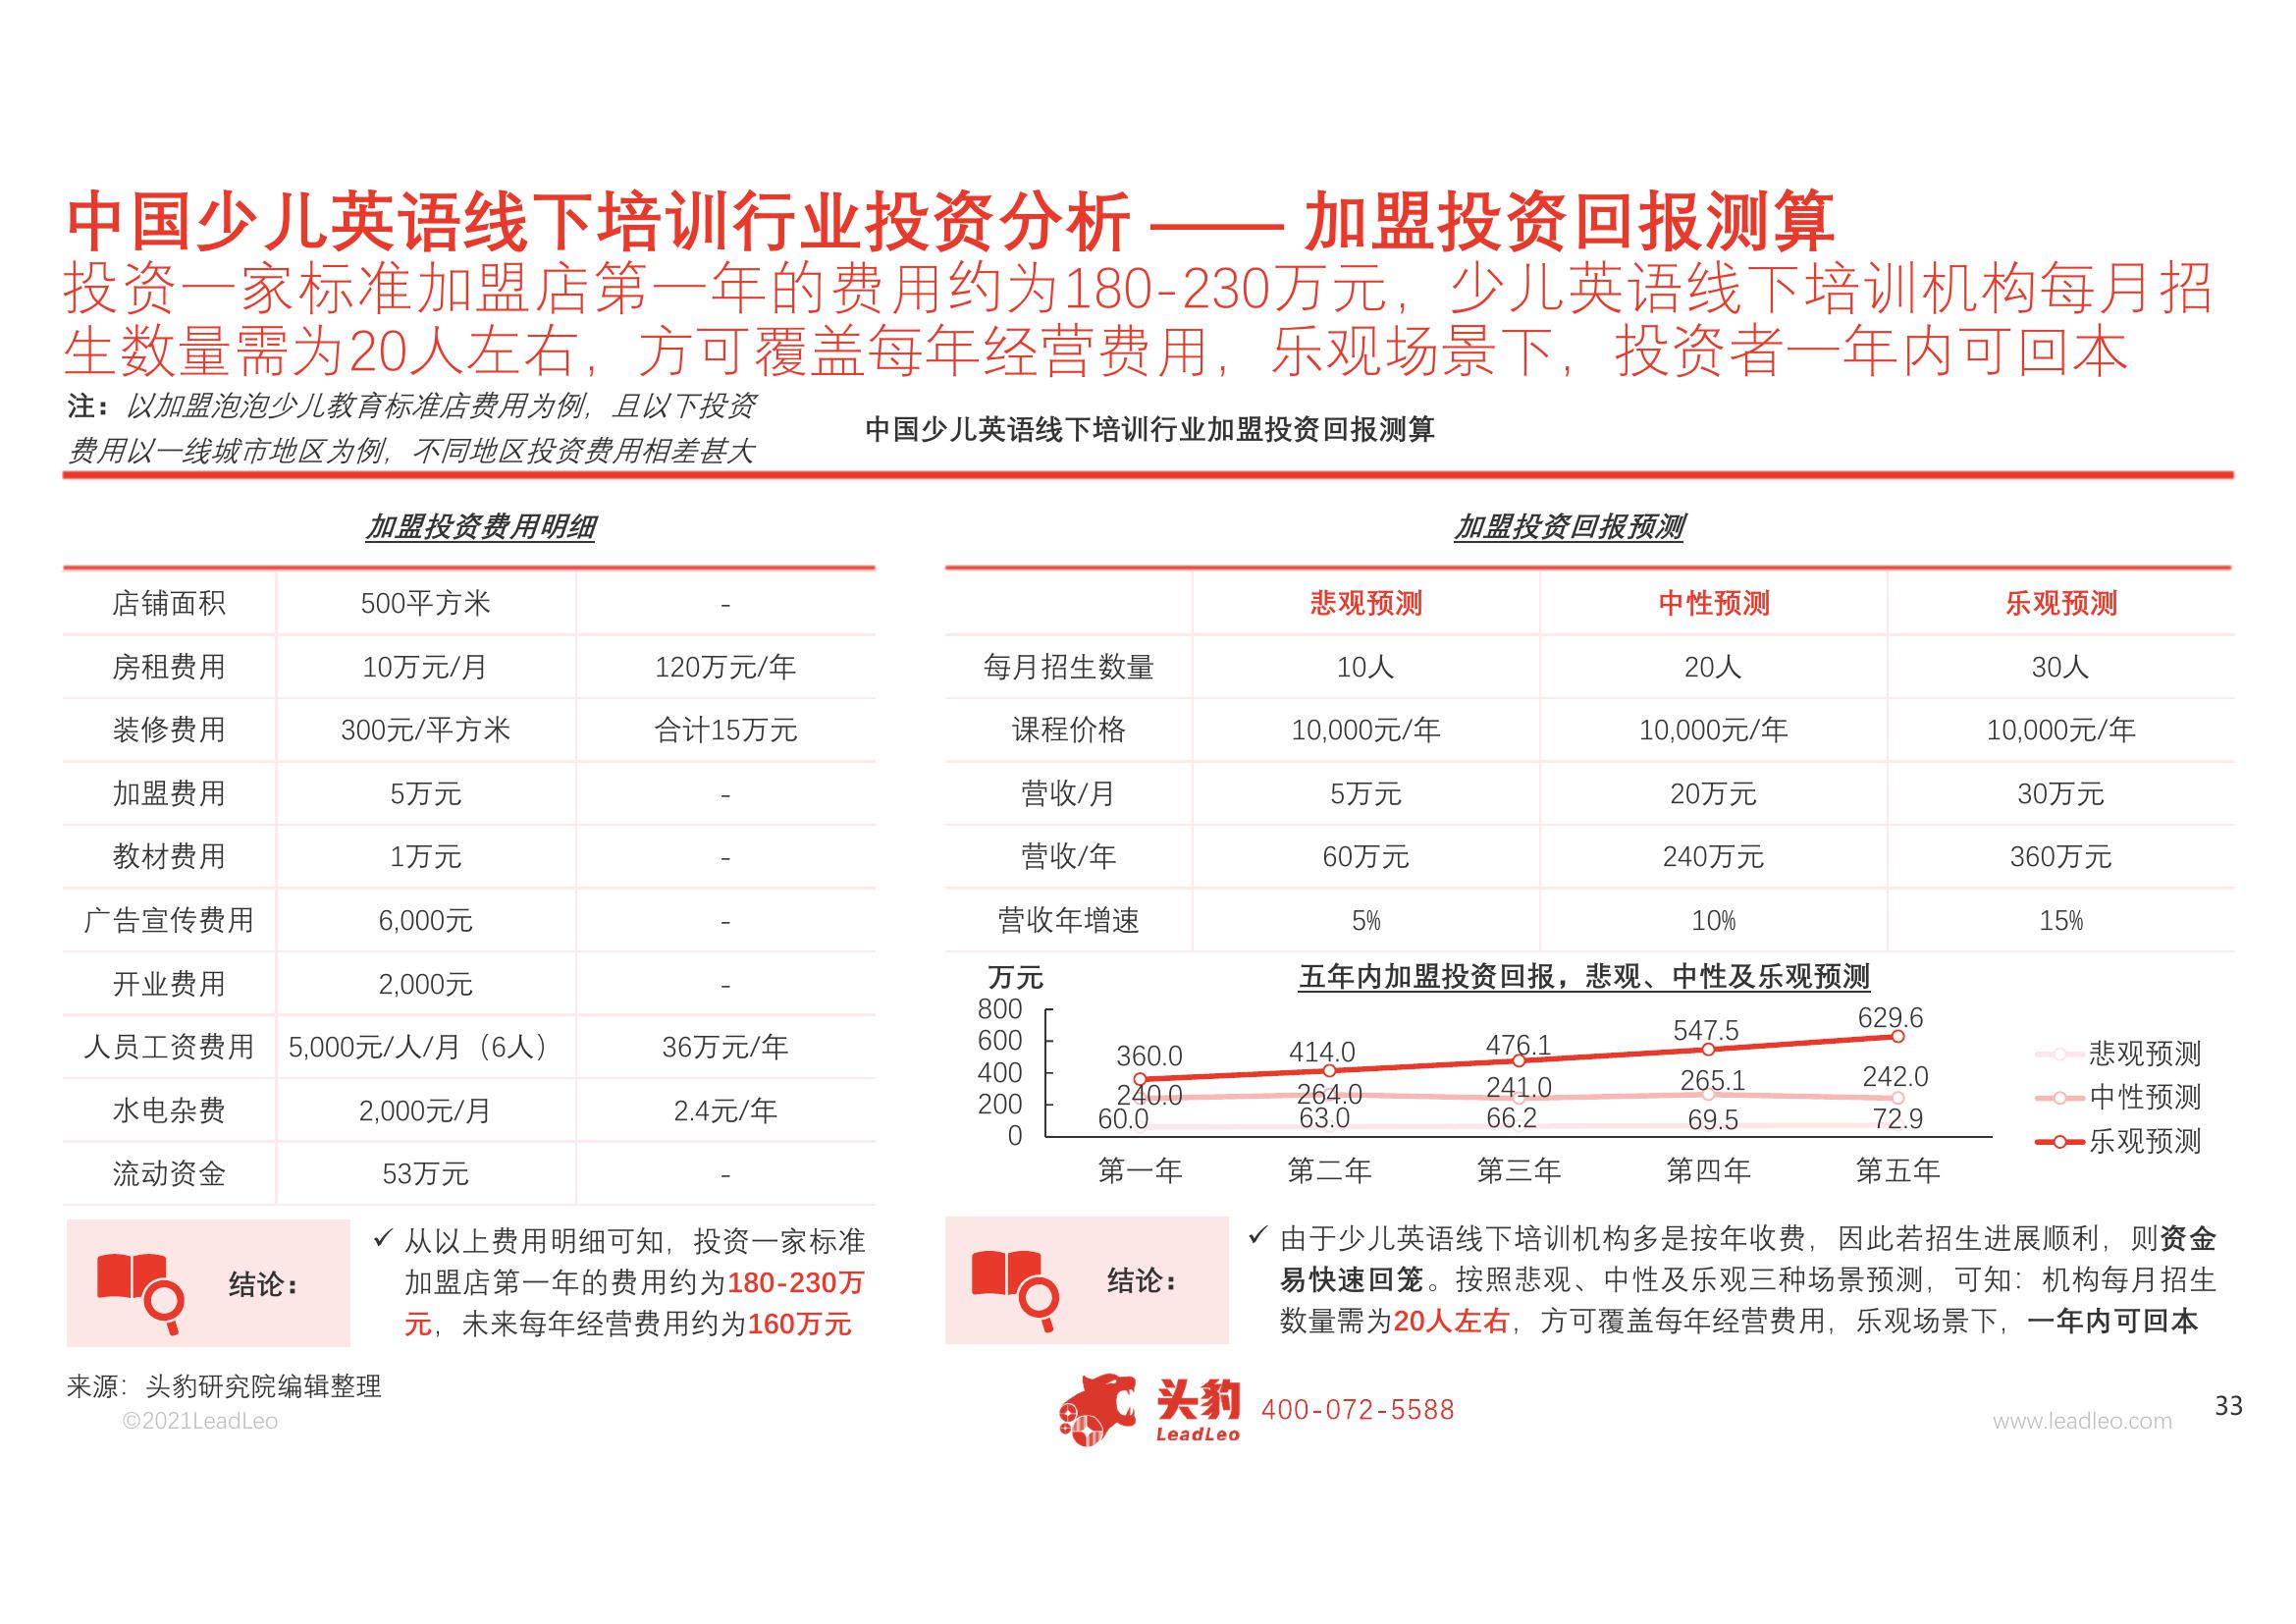 中国少儿英语线下培训行业投资分析 —— 加盟投资回报测算
投资一家标准加盟店第一年的费用约为180-230万元，少儿英语线下培训机构每月招
生数量需为20人左右，方可覆盖每年经营费用，乐观场景下，投资者一年内可回本
注：以加盟泡泡少儿教育标准店费用为例，且以下投资
费用以一线城市地区为例，不同地区投资费用相差甚大
中国少儿英语线下培训行业加盟投资回报测算
加盟投资费用明细
店铺面积 500平方米 -
房租费用 10万元/月 120万元/年
装修费用 300元/平方米 合计15万元
加盟费用 5万元 -
教材费用 1万元 -
广告宣传费用 6,000元 -
开业费用 2,000元 -
人员工资费用 5,000元/人/月（6人） 36万元/年
水电杂费 2,000元/月 2.4元/年
流动资金 53万元 -
结论：
✓ 从以上费用明细可知，投资一家标准
加盟店第一年的费用约为180-230万
元，未来每年经营费用约为160万元
加盟投资回报预测
悲观预测 中性预测 乐观预测
每月招生数量 10人 20人 30人
课程价格 10,000元/年 10,000元/年 10,000元/年
营收/月 5万元 20万元 30万元
营收/年 60万元 240万元 360万元
营收年增速 5% 10% 15%
万元
五年内加盟投资回报，悲观、中性及乐观预测
800
600
400
200
0
360.0 414.0 476.1 547.5 629.6
240.0 264.0 241.0 265.1 242.0
60.0 63.0 66.2 69.5 72.9
第一年 第二年 第三年 第四年 第五年
悲观预测
中性预测
乐观预测
结论：
✓ 由于少儿英语线下培训机构多是按年收费，因此若招生进展顺利，则资金
易快速回笼。按照悲观、中性及乐观三种场景预测，可知：机构每月招生
数量需为20人左右，方可覆盖每年经营费用，乐观场景下，一年内可回本
来源：头豹研究院编辑整理
©2021LeadLeo
头豹
LeadLeo
400-072-5588
www.leadleo.com
33